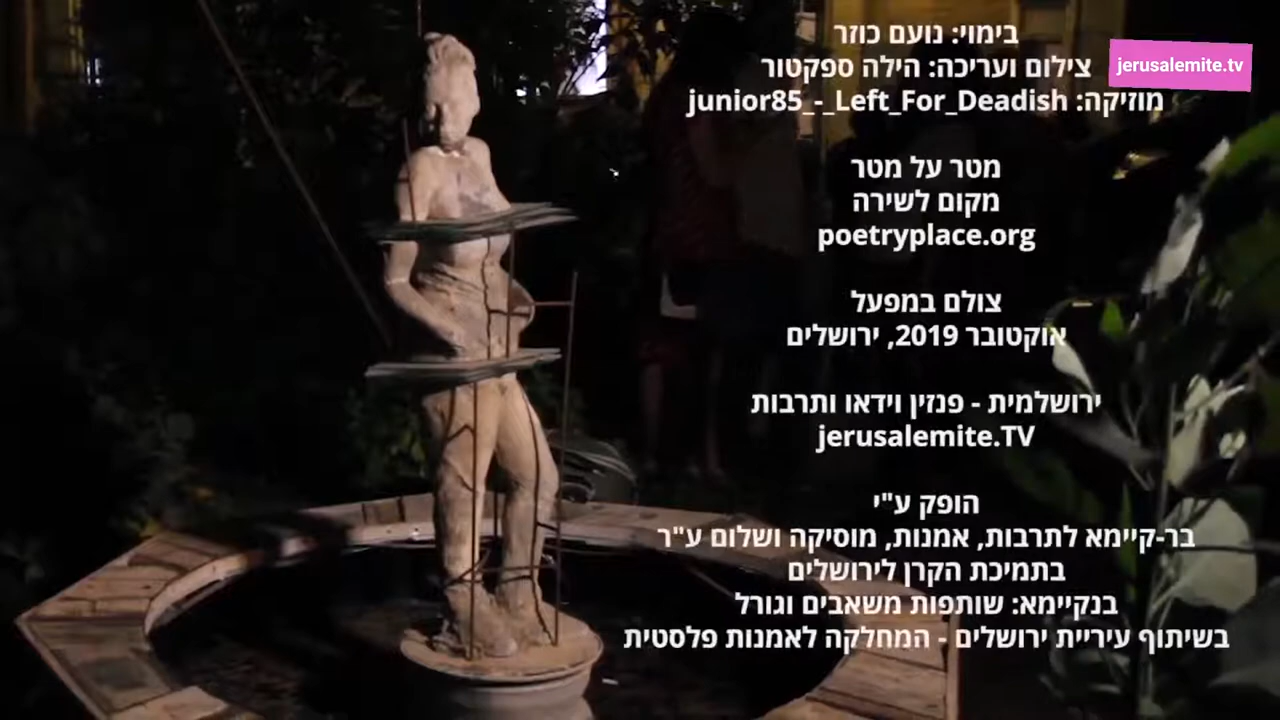 jerusalemite.tv
בימוי: נועם כוזר
צילום ועריכה: הילה ספקטור
מוזיקה: junior85_-_Left_For_Deadish
מטר על מטר
מקום לשירה
poetryplace.org
צולם במפעל
אוקטובר 2019, ירושלים
ירושלמית - פנזין וידאו ותרבות
jerusalemite.TV
הופק ע"י
בר-קיימא לתרבות, אמנות, מוסיקה ושלום ע"ר
בתמיכת הקרן לירושלים
בנקיימא: שותפות משאבים וגורל
בשיתוף עיריית ירושלים - המחלקה לאמנות פלסטית